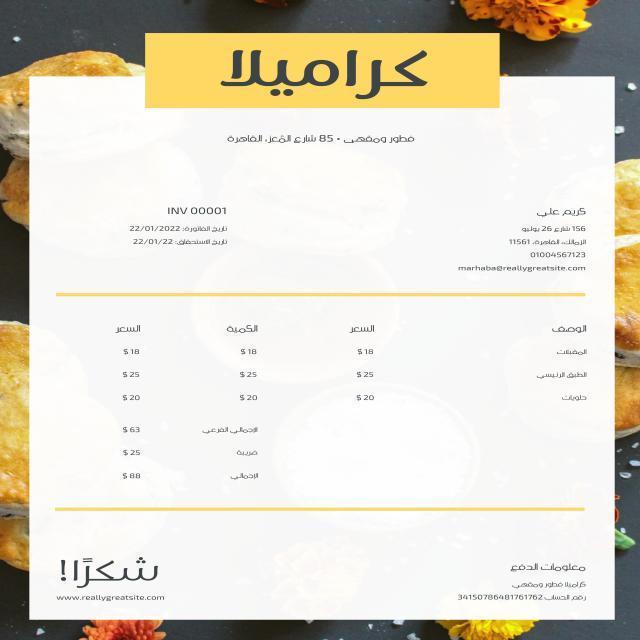 كراميلا
فطور ومقهى • 85 شارع المُعز، القاهرة
كريم علي
156 شارع 26 يوليو
الزمالك، القاهرة، 11561
01004567123
marhaba@reallygreatsite.com
INV 00001
تاريخ الفاتورة: 22/01/2022
تاريخ الاستحقاق: 22/01/22
الوصف السعر الكمية السعر
المقبلات $ 18 $ 18 $ 18
الطبق الرئيسي $ 25 $ 25 $ 25
حلويات $ 20 $ 20 $ 20
الإجمالي الفرعي $ 63
ضريبة $ 25
الإجمالي $ 88
معلومات الدفع
كراميلا فطور ومقهى
رقم الحساب 34150786481761762
شكرًا!
www.reallygreatsite.com